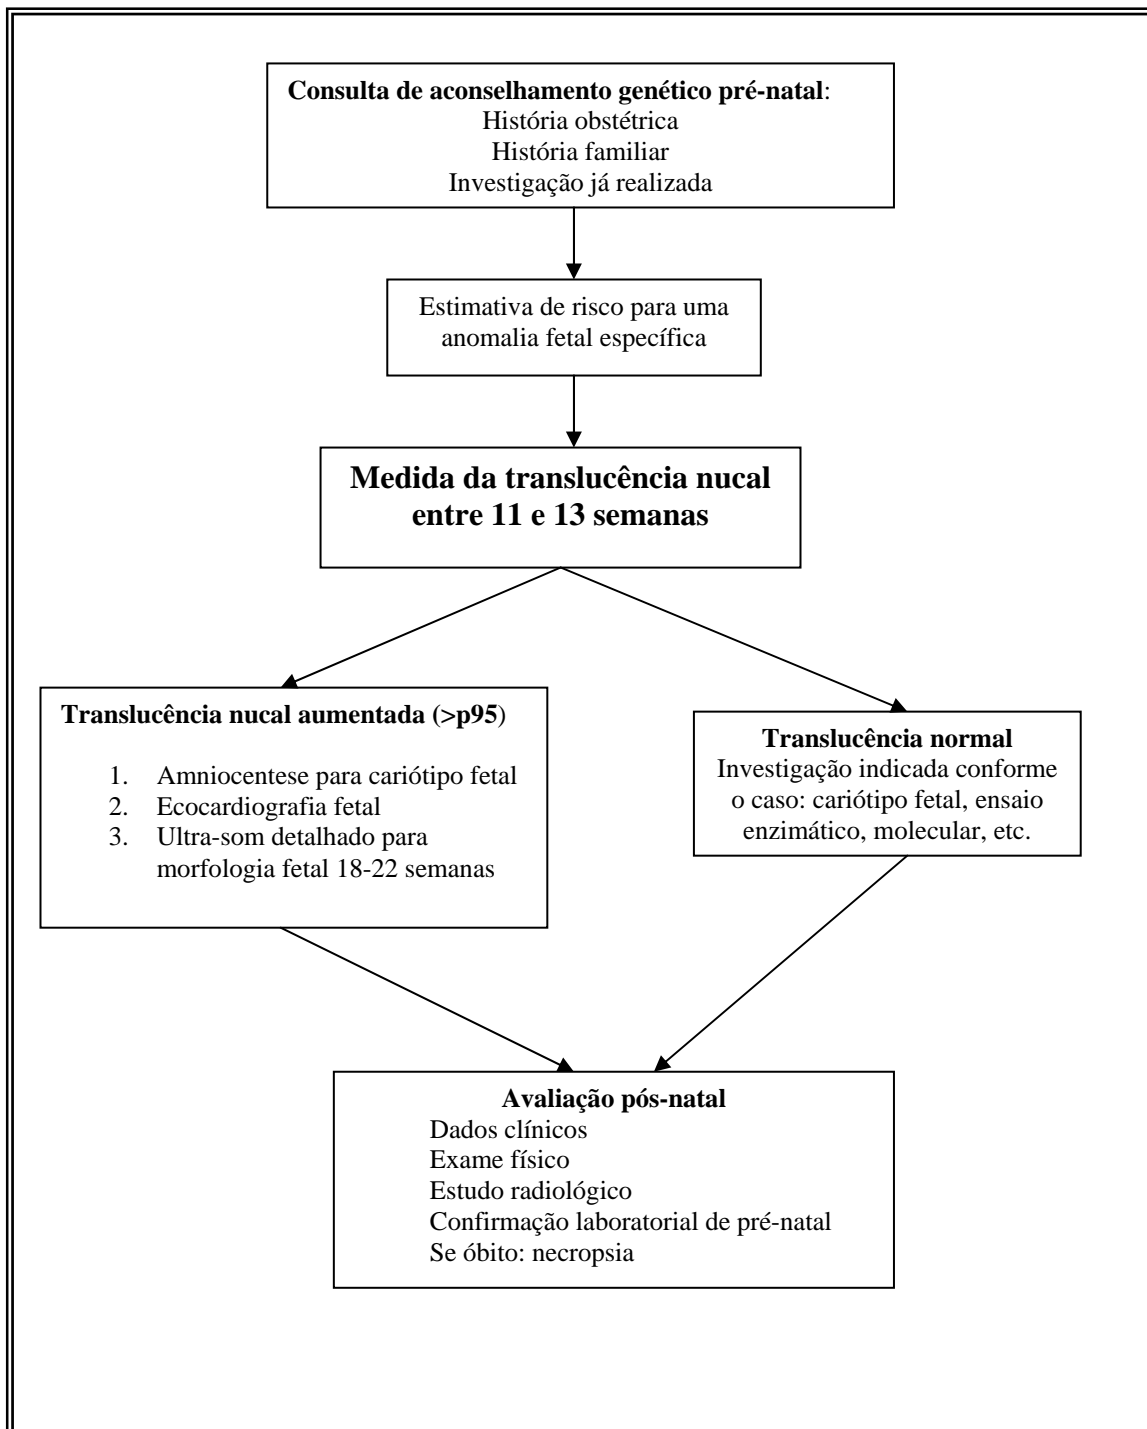 Consulta de aconselhamento genético pré-natal:
História obstétrica
História familiar
Investigação já realizada
Estimativa de risco para uma
anomalia fetal específica
Medida da translucência nucal
entre 11 e 13 semanas
Translucência nucal aumentada (>p95)
1. Amniocentese para cariótipo fetal
2. Ecocardiografia fetal
3. Ultra-som detalhado para
morfologia fetal 18-22 semanas
Translucência normal
Investigação indicada conforme
o caso: cariótipo fetal, ensaio
enzimático, molecular, etc.
Avaliação pós-natal
Dados clínicos
Exame físico
Estudo radiológico
Confirmação laboratorial de pré-natal
Se óbito: necropsia